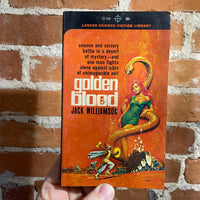 LANCER SCIENCE-FICTION LIBRARY
science and sorcery
battle in a desert
of mystery—and
one man fights
alone against odds
of unimaginable evil
golden
blood
JACK WILLIAMSON